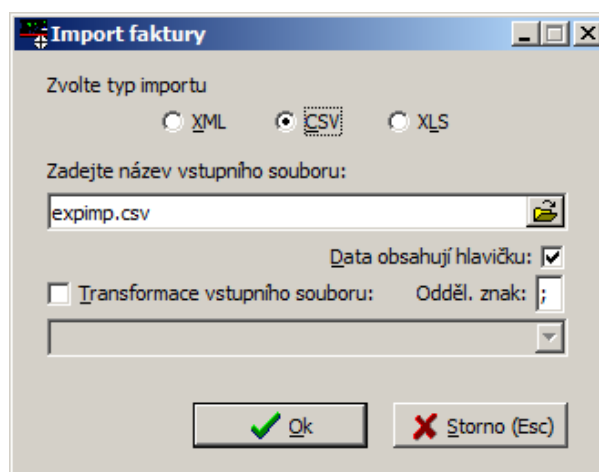 Import faktury
Zvolte typ importu
XML CSV XLS
Zadejte název vstupního souboru:
expimp.csv
Data obsahují hlavičku:
Transformace vstupního souboru: Odděl. znak: ;
Ok Storno (Esc)